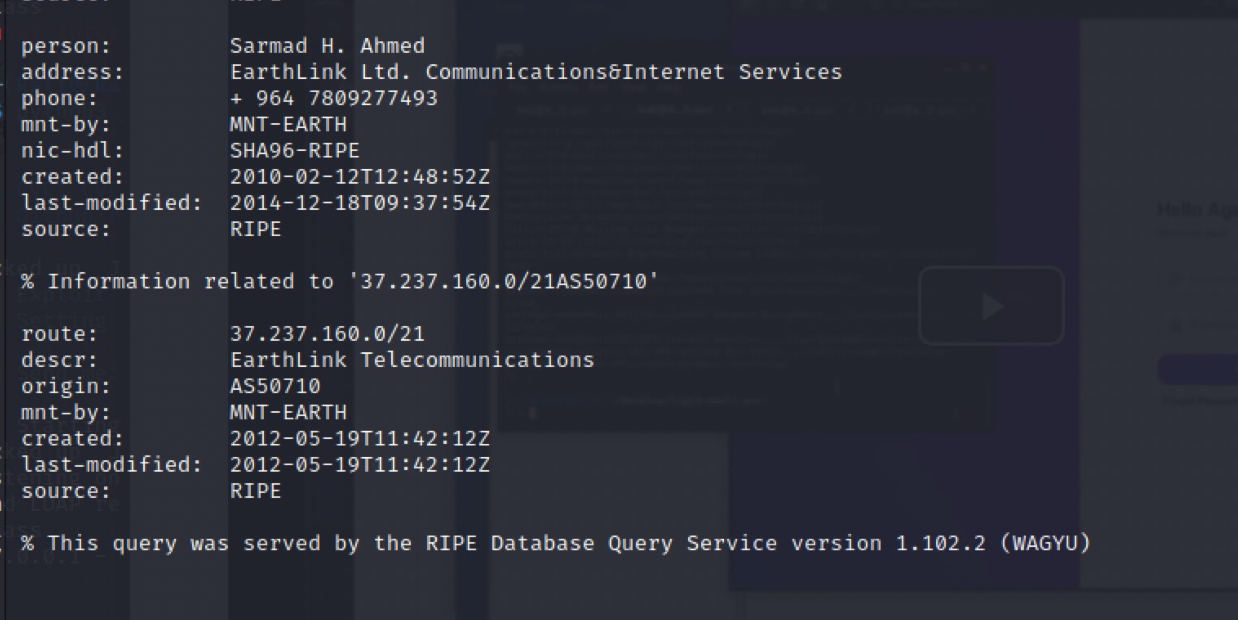 person: Sarmad H. Ahmed
address: EarthLink Ltd. Communications&Internet Services
phone: + 964 7809277493
mnt-by: MNT-EARTH
nic-hdl: SHA96-RIPE
created: 2010-02-12T12:48:52Z
last-modified: 2014-12-18T09:37:54Z
source: RIPE
% Information related to '37.237.160.0/21AS50710'
route: 37.237.160.0/21
descr: EarthLink Telecommunications
origin: AS50710
mnt-by: MNT-EARTH
created: 2012-05-19T11:42:12Z
last-modified: 2012-05-19T11:42:12Z
source: RIPE
% This query was served by the RIPE Database Query Service version 1.102.2 (WAGYU)